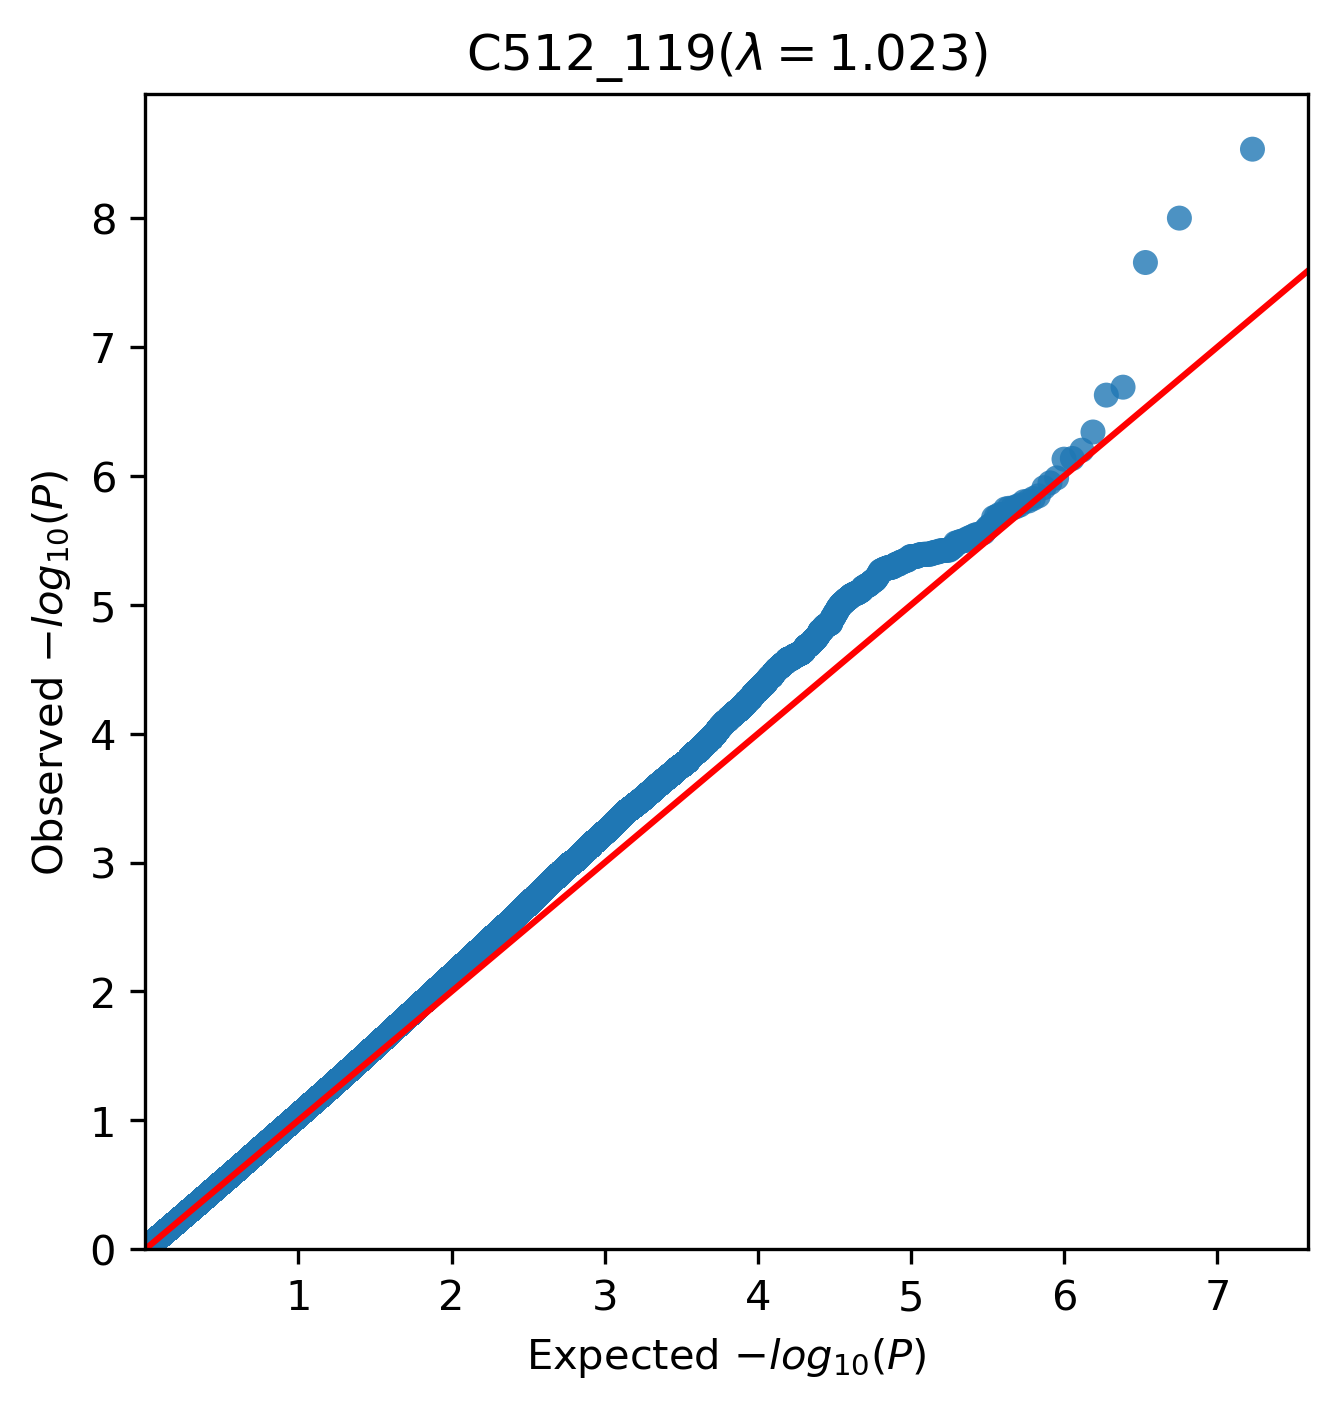 C512_119(λ = 1.023)
Observed −log₁₀(P)
8
7
6
5
4
3
2
1
0
1 2 3 4 5 6 7
Expected −log₁₀(P)